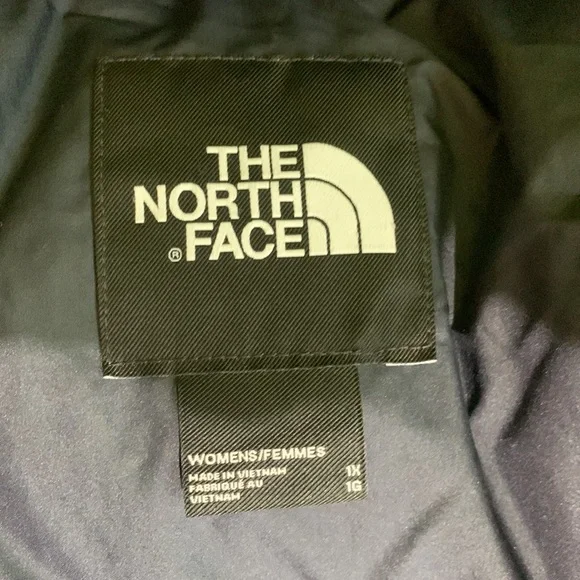 THE
NORTH
® FACE
WOMENS/FEMMES
MADE IN VIETNAM 1X
FABRIQUÉ AU 1G
VIETNAM